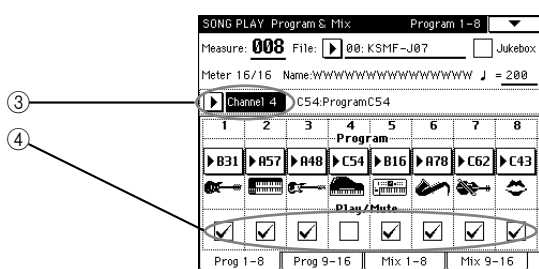 SONG PLAY Program & Mix Program 1-8
Measure: 008 File: 00: KSMF-J07 Jukebox
Meter 16/16 Name:WWWWWWWWWWWWWWWW ♩ = 200
③ Channel 4 C54:ProgramC54
④
1 2 3 4 5 6 7 8
Program
B31 A57 A48 C54 B16 A78 C62 C43
Play/Mute
Prog 1-8 Prog 9-16 Mix 1-8 Mix 9-16